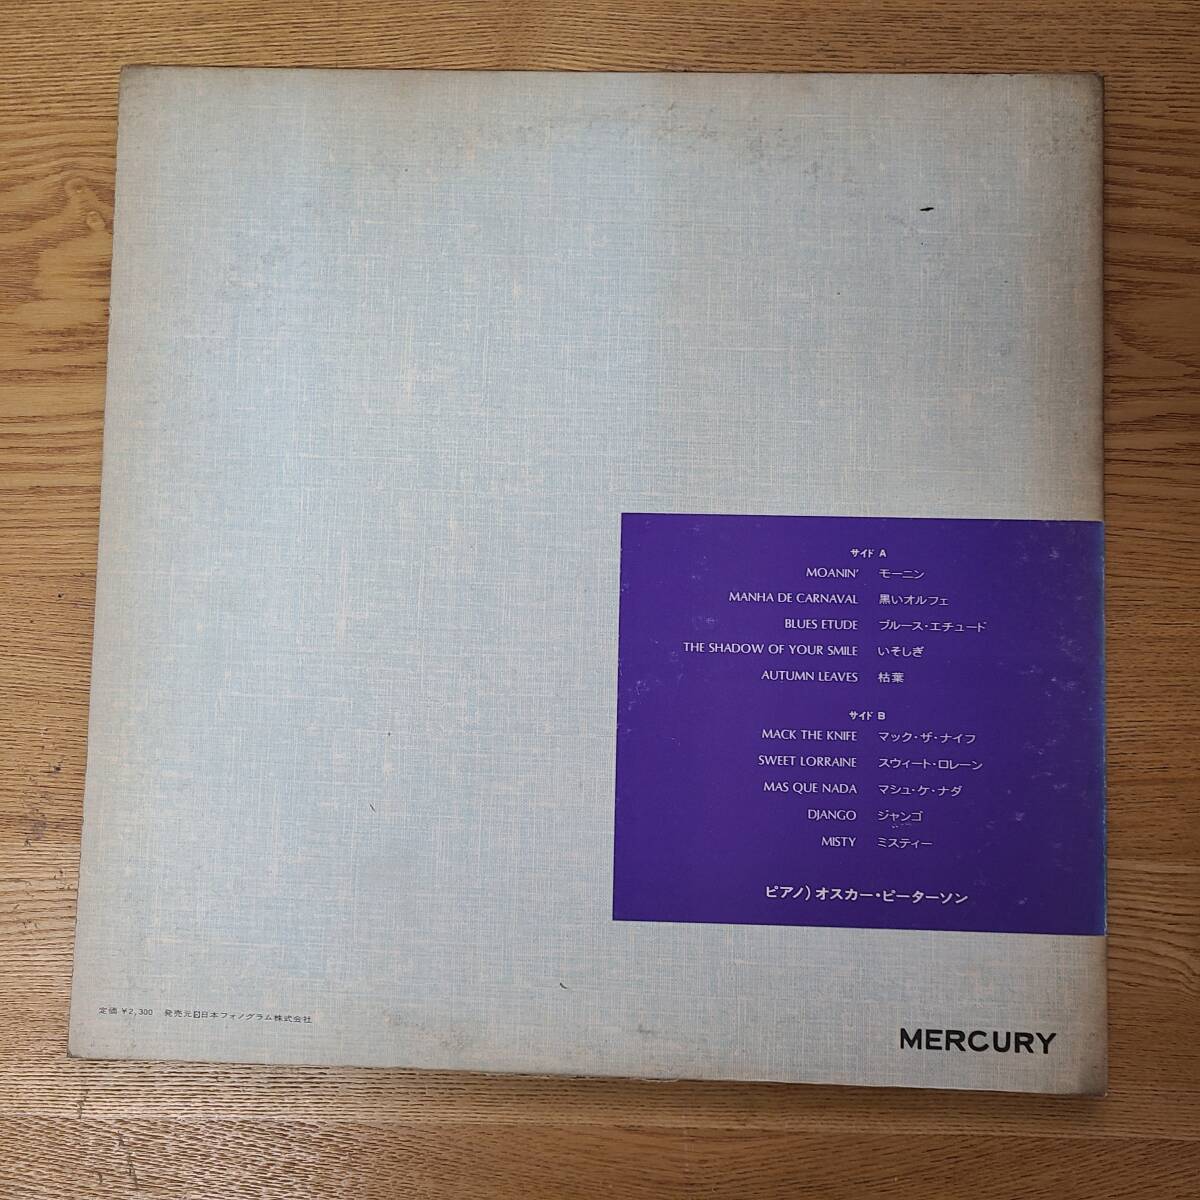 サイド A
MOANIN' モーニン
MANHA DE CARNAVAL 黒いオルフェ
BLUES ETUDE ブルース・エチュード
THE SHADOW OF YOUR SMILE いそしぎ
AUTUMN LEAVES 枯葉
サイド B
MACK THE KNIFE マック・ザ・ナイフ
SWEET LORRAINE スウィート・ロレーン
MAS QUE NADA マシュ・ケ・ナダ
DJANGO ジャンゴ
MISTY ミスティー
ピアノ)オスカー・ピーターソン
定価 ¥2,300 発売元 日本フォノグラム株式会社
MERCURY